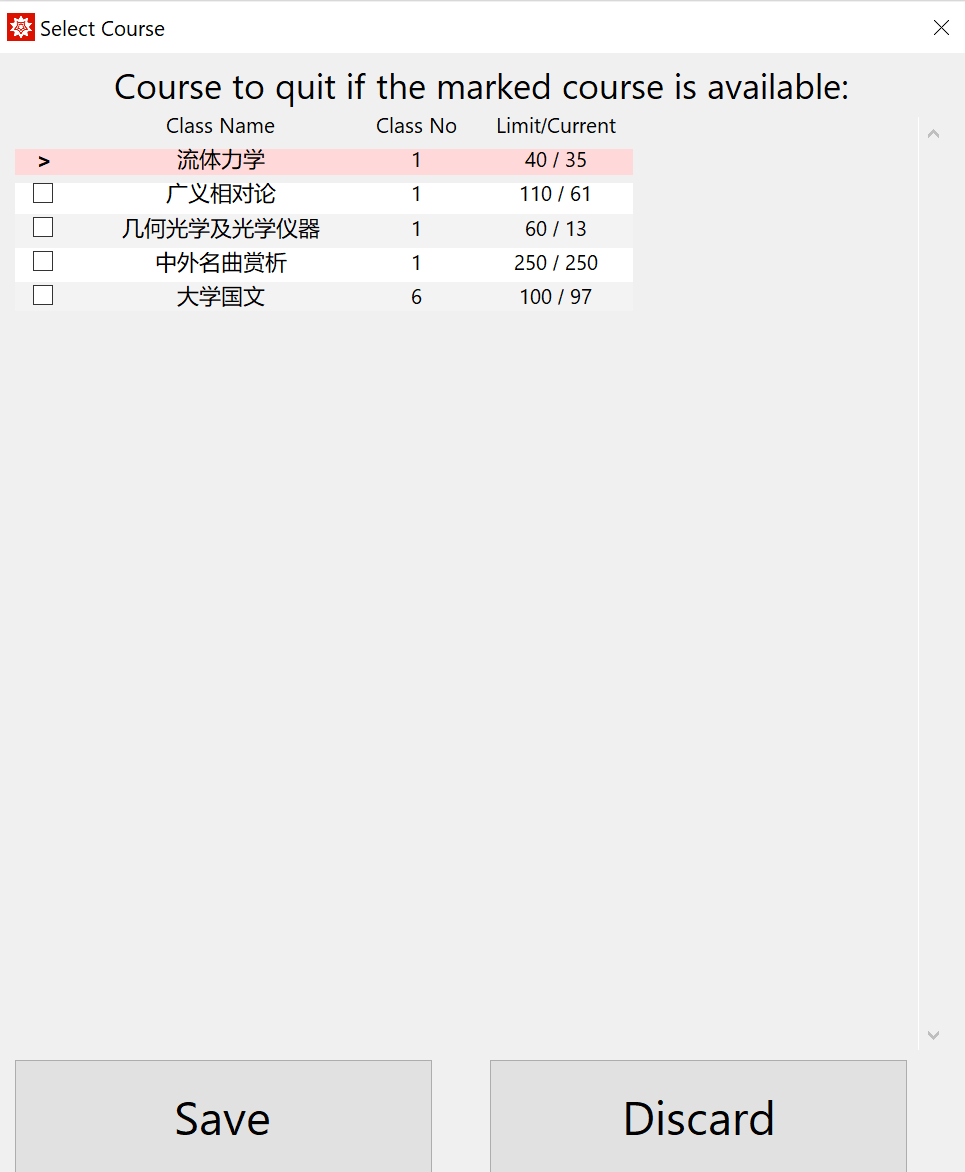 Select Course
Course to quit if the marked course is available:
Class Name Class No Limit/Current
> 流体力学 1 40 / 35
广义相对论 1 110 / 61
几何光学及光学仪器 1 60 / 13
中外名曲赏析 1 250 / 250
大学国文 6 100 / 97
Save Discard